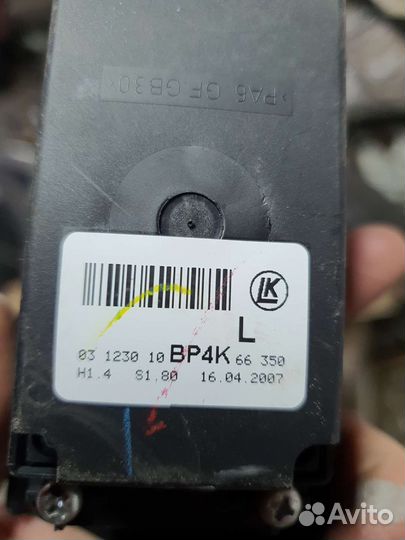 >PA6 GF GB30<
LK
L
03 1230 10 BP4K 66 350
H1.4 S1.80 16.04.2007
Avito